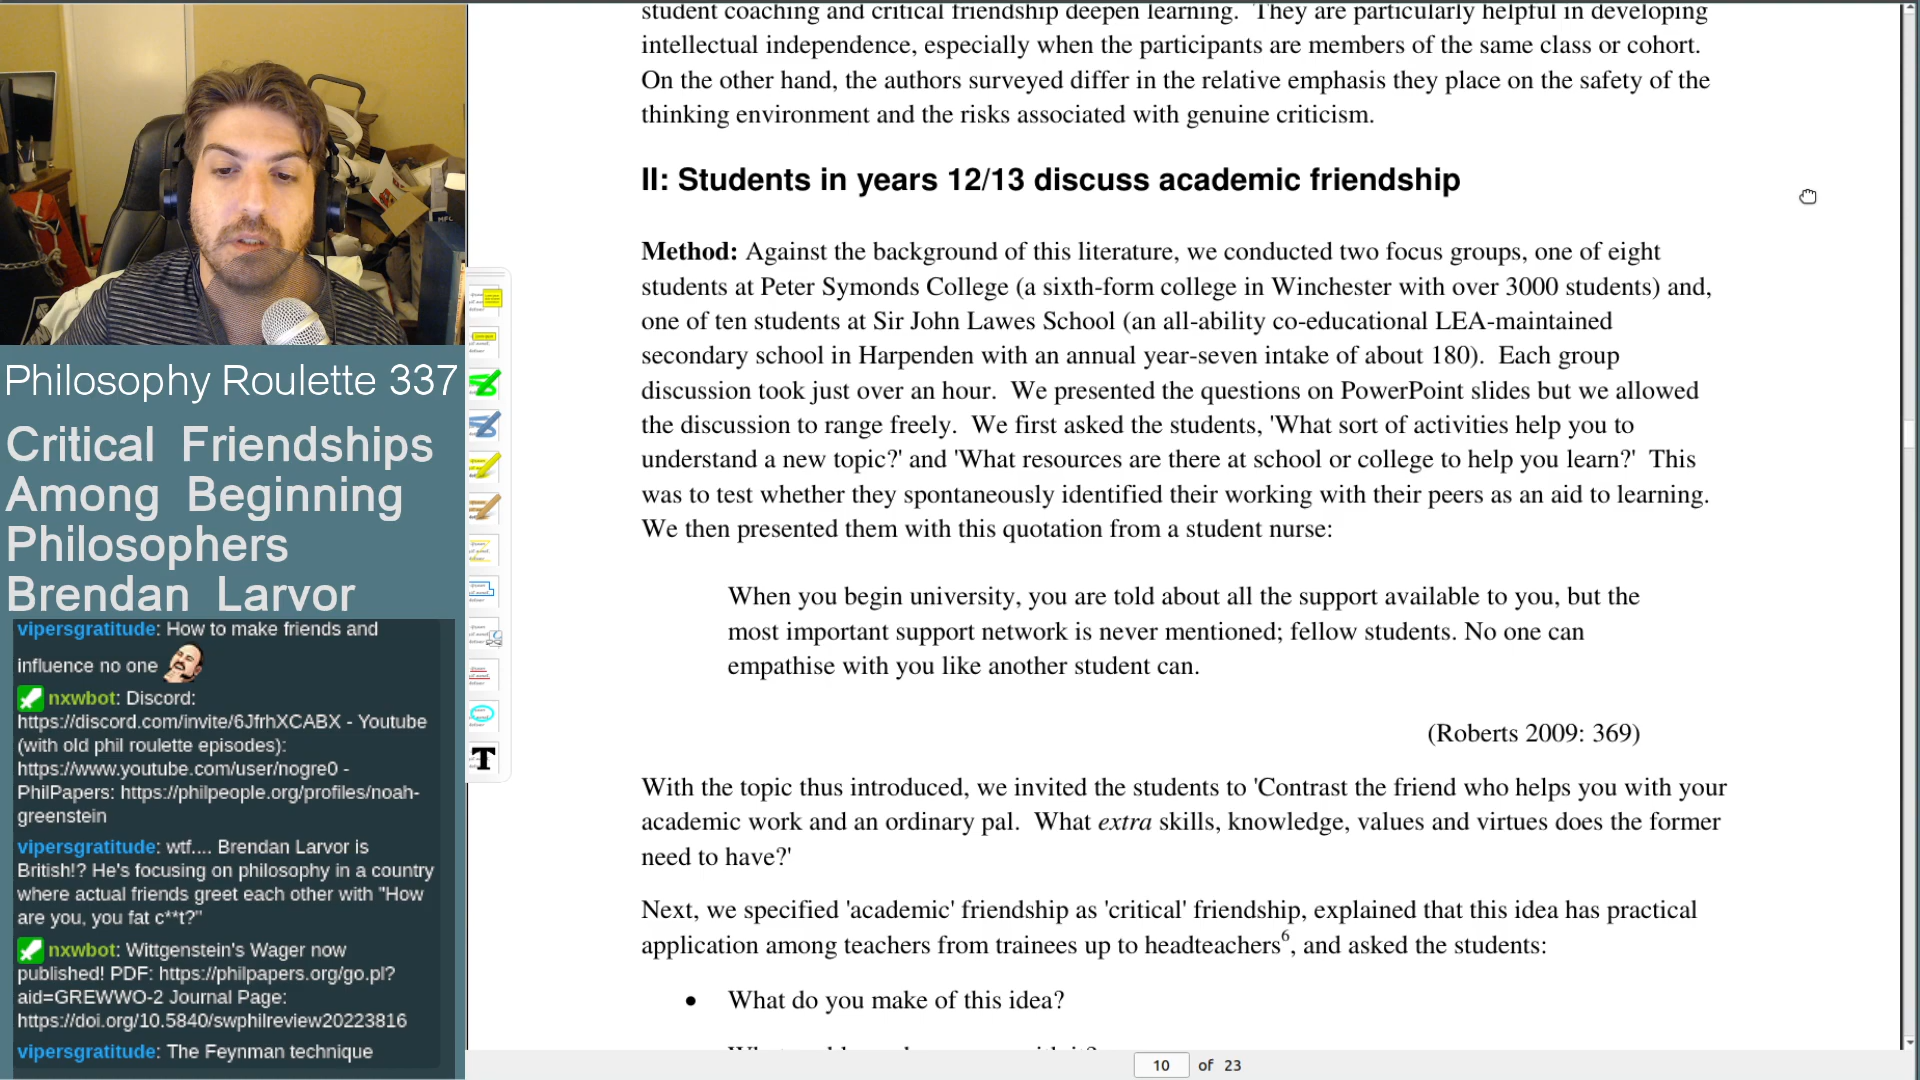 student coaching and critical friendship deepen learning.  They are particularly helpful in developing
intellectual independence, especially when the participants are members of the same class or cohort.
On the other hand, the authors surveyed differ in the relative emphasis they place on the safety of the
thinking environment and the risks associated with genuine criticism.
II: Students in years 12/13 discuss academic friendship
Method: Against the background of this literature, we conducted two focus groups, one of eight
students at Peter Symonds College (a sixth-form college in Winchester with over 3000 students) and,
one of ten students at Sir John Lawes School (an all-ability co-educational LEA-maintained
secondary school in Harpenden with an annual year-seven intake of about 180).  Each group
discussion took just over an hour.  We presented the questions on PowerPoint slides but we allowed
the discussion to range freely.  We first asked the students, 'What sort of activities help you to
understand a new topic?' and 'What resources are there at school or college to help you learn?'  This
was to test whether they spontaneously identified their working with their peers as an aid to learning.
We then presented them with this quotation from a student nurse:
When you begin university, you are told about all the support available to you, but the
most important support network is never mentioned; fellow students. No one can
empathise with you like another student can.
(Roberts 2009: 369)
With the topic thus introduced, we invited the students to 'Contrast the friend who helps you with your
academic work and an ordinary pal.  What extra skills, knowledge, values and virtues does the former
need to have?'
Next, we specified 'academic' friendship as 'critical' friendship, explained that this idea has practical
application among teachers from trainees up to headteachers6, and asked the students:
• What do you make of this idea?
10 of 23
T
Philosophy Roulette 337
Critical Friendships
Among Beginning
Philosophers
Brendan Larvor
vipersgratitude: How to make friends and
influence no one
nxwbot: Discord:
https://discord.com/invite/6JfrhXCABX - Youtube
(with old phil roulette episodes):
https://www.youtube.com/user/nogre0 -
PhilPapers: https://philpeople.org/profiles/noah-
greenstein
vipersgratitude: wtf.... Brendan Larvor is
British!? He's focusing on philosophy in a country
where actual friends greet each other with "How
are you, you fat c**t?"
nxwbot: Wittgenstein's Wager now
published! PDF: https://philpapers.org/go.pl?
aid=GREWWO-2 Journal Page:
https://doi.org/10.5840/swphilreview20223816
vipersgratitude: The Feynman technique